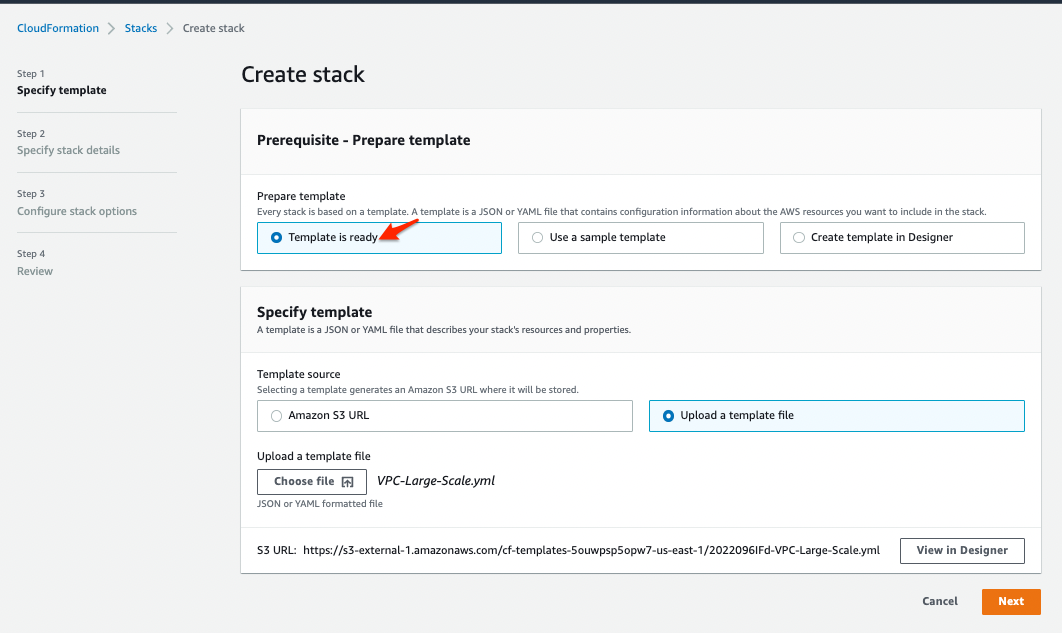 CloudFormation > Stacks > Create stack
Step 1
Specify template
Step 2
Specify stack details
Step 3
Configure stack options
Step 4
Review
Create stack
Prerequisite - Prepare template
Prepare template
Every stack is based on a template. A template is a JSON or YAML file that contains configuration information about the AWS resources you want to include in the stack.
Template is ready
Use a sample template
Create template in Designer
Specify template
A template is a JSON or YAML file that describes your stack's resources and properties.
Template source
Selecting a template generates an Amazon S3 URL where it will be stored.
Amazon S3 URL
Upload a template file
Upload a template file
Choose file VPC-Large-Scale.yml
JSON or YAML formatted file
S3 URL: https://s3-external-1.amazonaws.com/cf-templates-5ouwpsp5opw7-us-east-1/2022096IFd-VPC-Large-Scale.yml
View in Designer
Cancel
Next